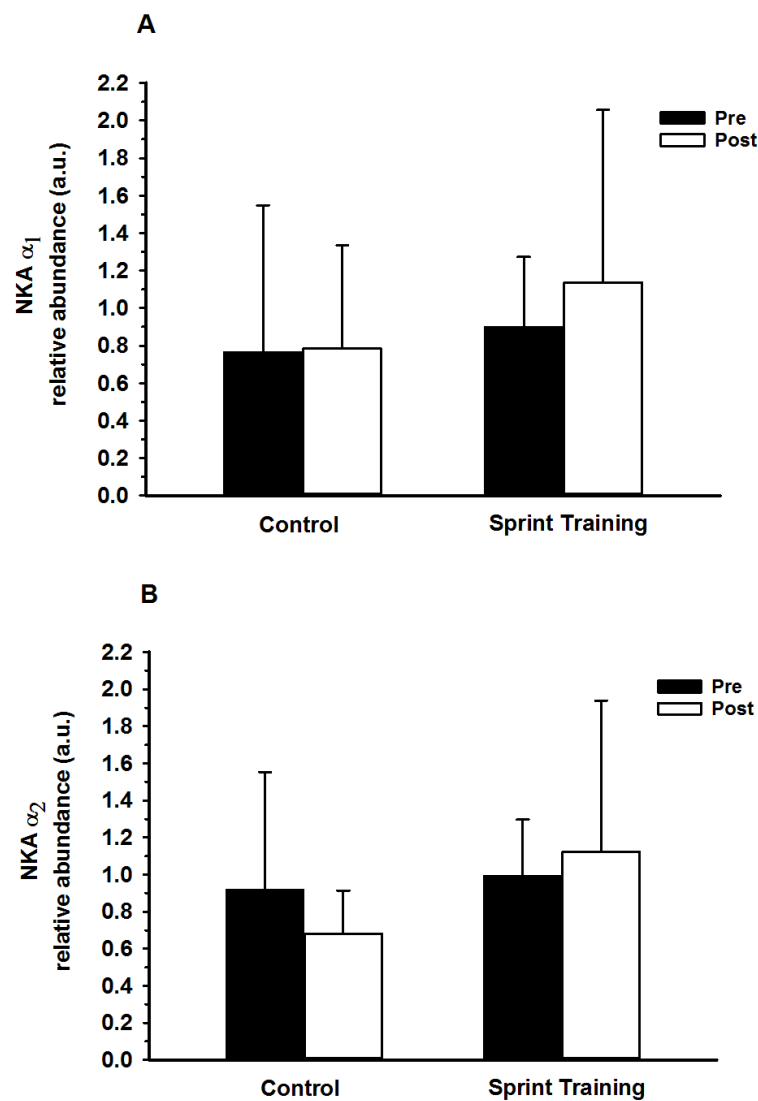 A
NKA α1
relative abundance (a.u.)
2.2
2.0
1.8
1.6
1.4
1.2
1.0
0.8
0.6
0.4
0.2
0.0
Pre
Post
Control
Sprint Training
B
NKA α2
relative abundance (a.u.)
2.2
2.0
1.8
1.6
1.4
1.2
1.0
0.8
0.6
0.4
0.2
0.0
Pre
Post
Control
Sprint Training